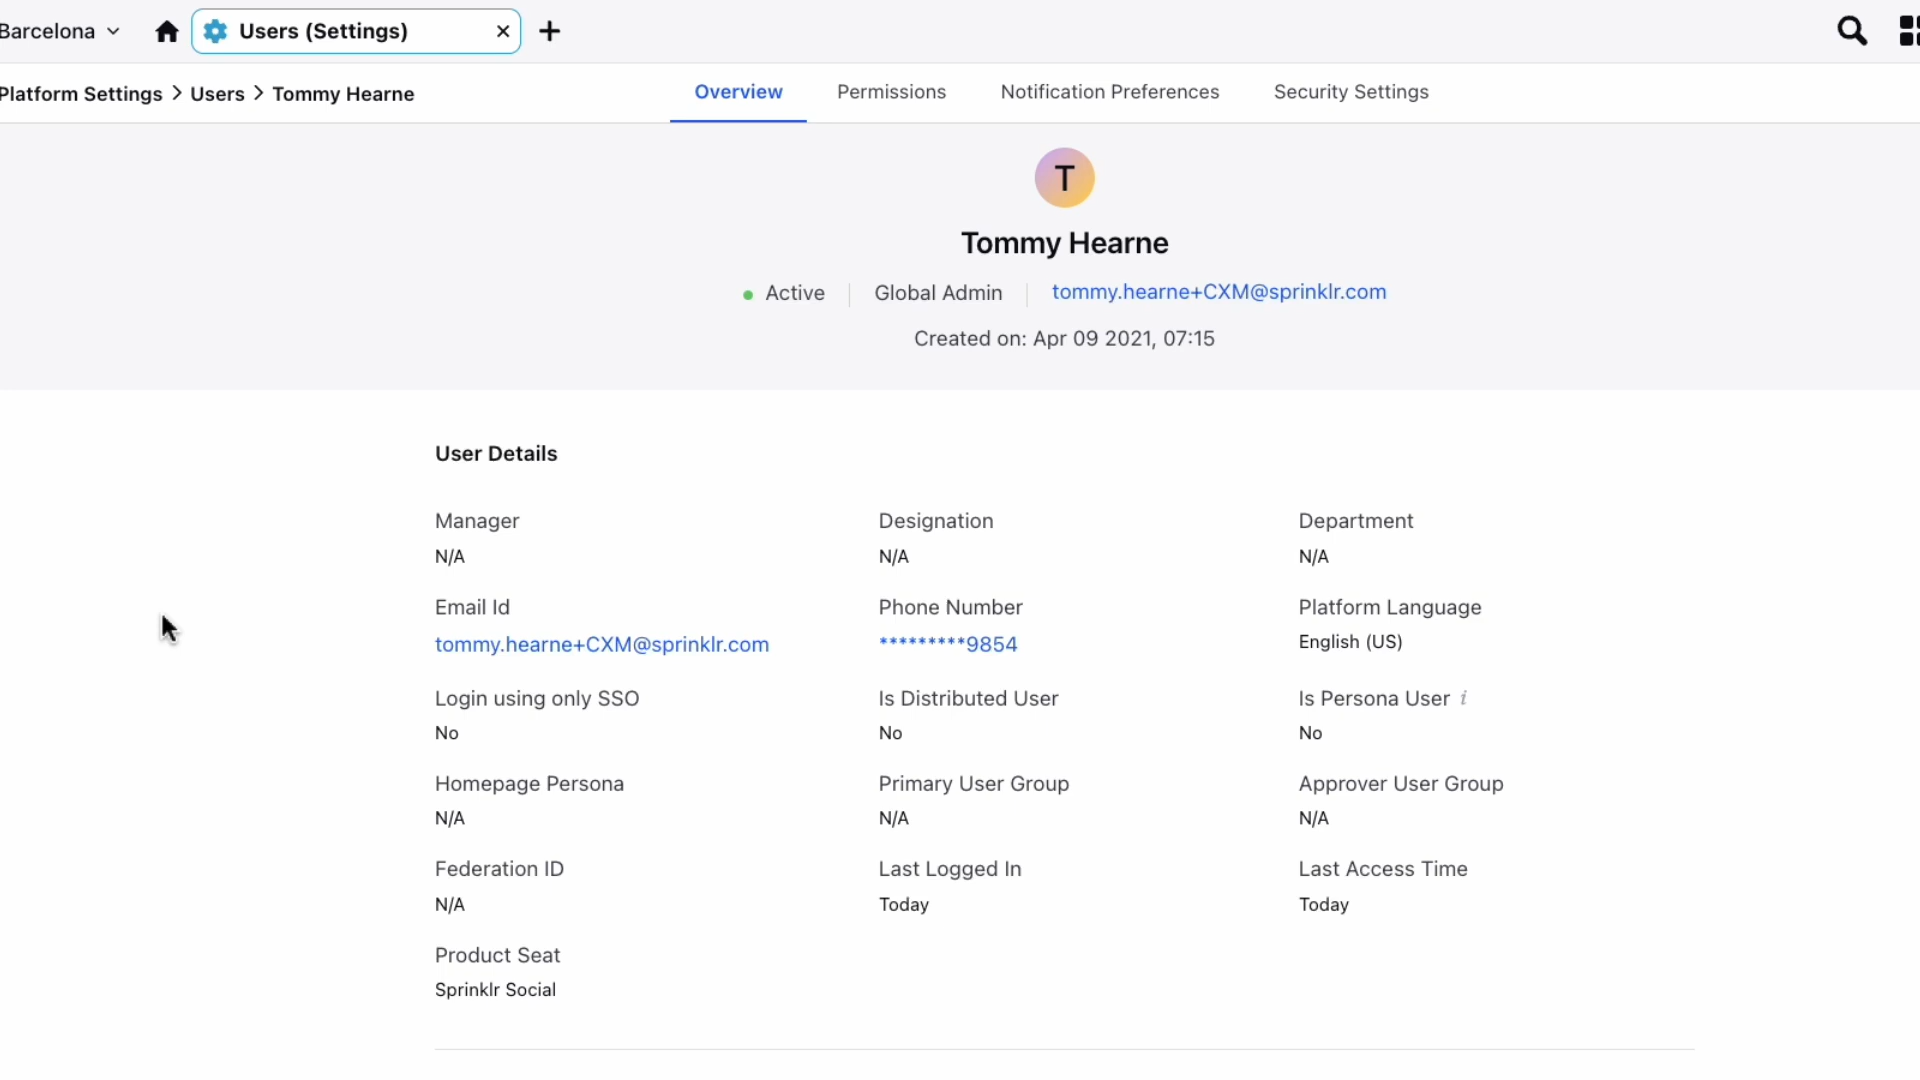 Barcelona
Users (Settings)
Platform Settings > Users > Tommy Hearne
Overview
Permissions
Notification Preferences
Security Settings
T
Tommy Hearne
Active
Global Admin
tommy.hearne+CXM@sprinklr.com
Created on: Apr 09 2021, 07:15
User Details
Manager
N/A
Designation
N/A
Department
N/A
Email Id
tommy.hearne+CXM@sprinklr.com
Phone Number
*********9854
Platform Language
English (US)
Login using only SSO
No
Is Distributed User
No
Is Persona User i
No
Homepage Persona
N/A
Primary User Group
N/A
Approver User Group
N/A
Federation ID
N/A
Last Logged In
Today
Last Access Time
Today
Product Seat
Sprinklr Social